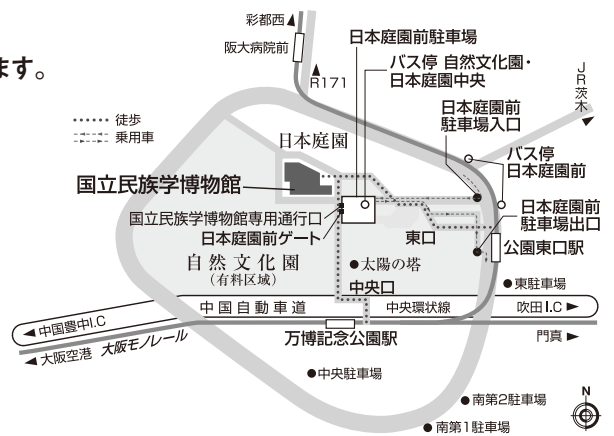 ます。
彩都西
阪大病院前
R171
日本庭園前駐車場
バス停 自然文化園・
日本庭園中央
JR茨木
徒歩
乗用車
日本庭園
日本庭園前
駐車場入口
バス停
日本庭園前
国立民族学博物館
国立民族学博物館専用通行口
日本庭園前ゲート
日本庭園前
駐車場出口
東口
公園東口駅
自然文化園
(有料区域)
太陽の塔
中央口
東駐車場
中国自動車道
中央環状線
吹田I.C
中国豊中I.C
大阪空港
大阪モノレール
万博記念公園駅
門真
中央駐車場
南第2駐車場
南第1駐車場
N